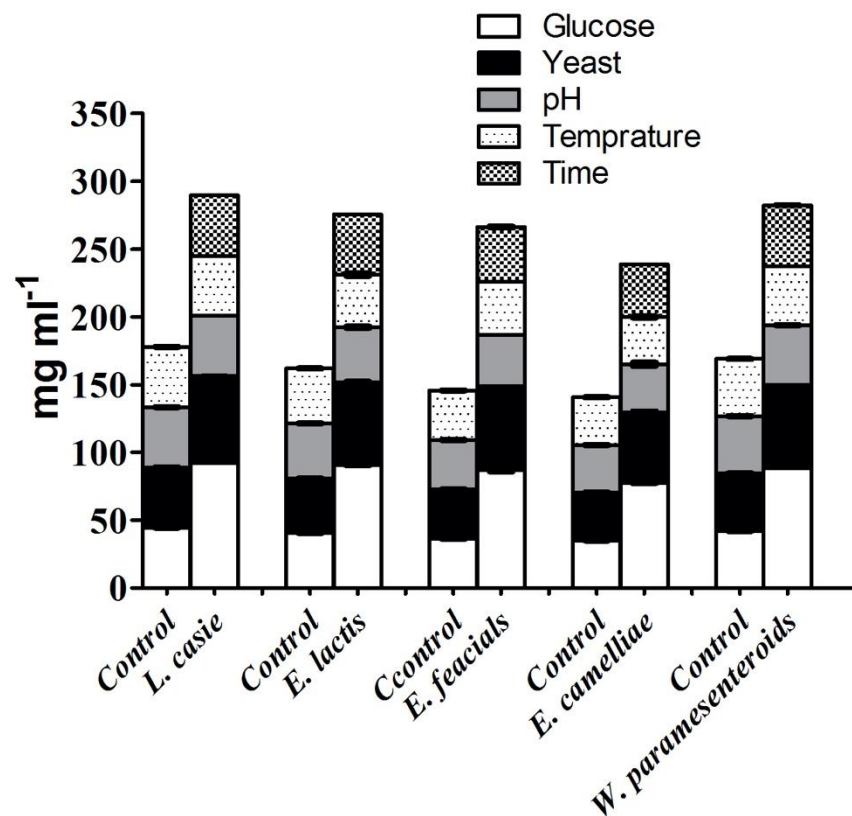 Glucose
Yeast
pH
Temprature
Time
mg ml⁻¹
350
300
250
200
150
100
50
0
Control
L. casie
Control
E. lactis
Ccontrol
E. feacials
Control
E. camelliae
Control
W. paramesenteroids